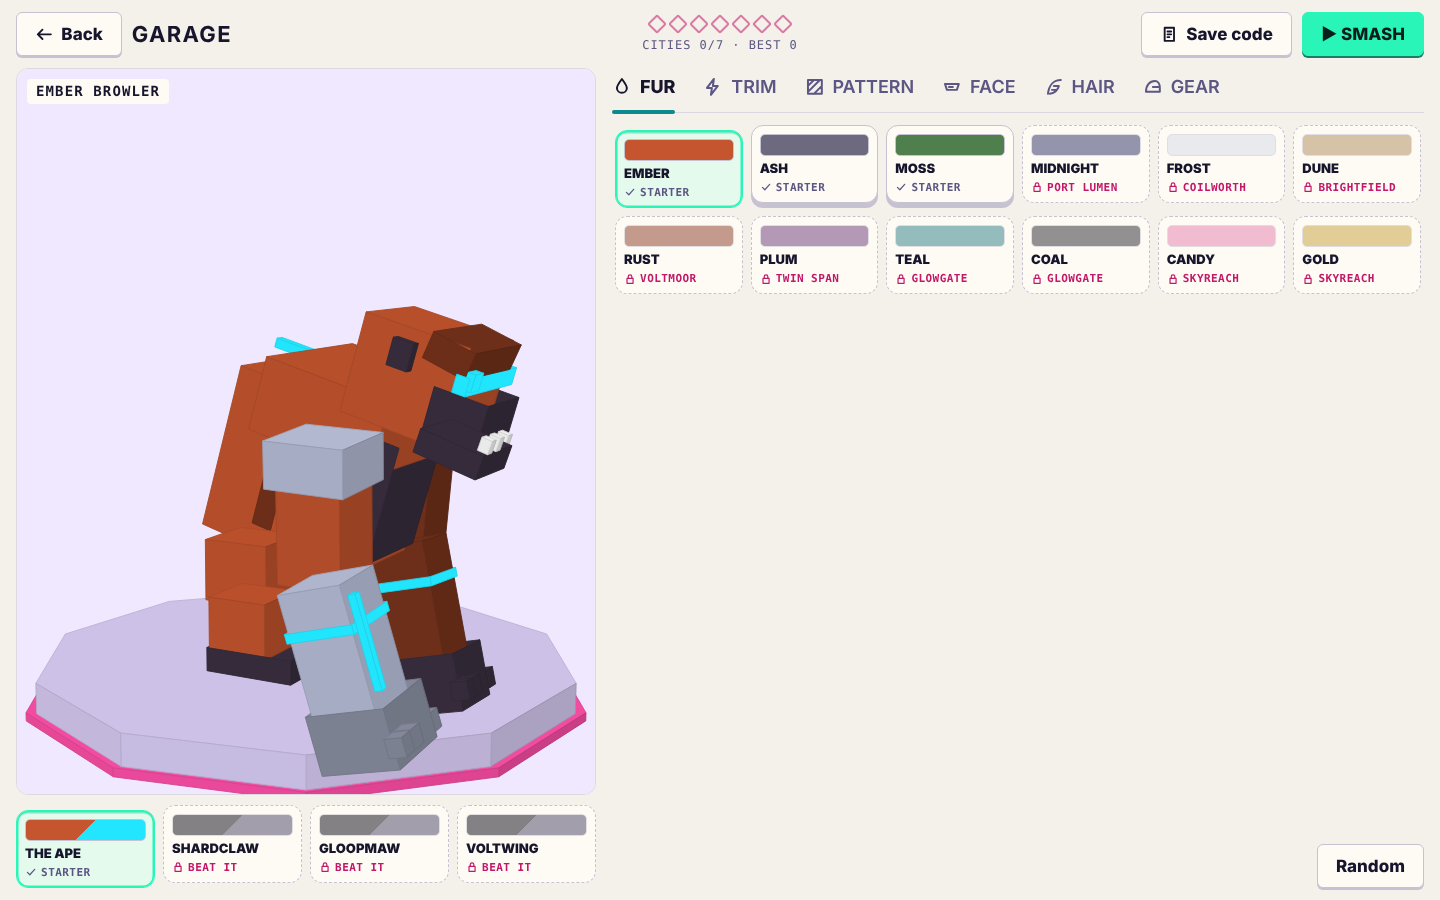 Back
GARAGE
CITIES 0/7 · BEST 0
Save code
SMASH
EMBER BROWLER
FUR
TRIM
PATTERN
FACE
HAIR
GEAR
EMBER
STARTER
ASH
STARTER
MOSS
STARTER
MIDNIGHT
PORT LUMEN
FROST
COILWORTH
DUNE
BRIGHTFIELD
RUST
VOLTMOOR
PLUM
TWIN SPAN
TEAL
GLOWGATE
COAL
GLOWGATE
CANDY
SKYREACH
GOLD
SKYREACH
THE APE
STARTER
SHARDCLAW
BEAT IT
GLOOPMAW
BEAT IT
VOLTWING
BEAT IT
Random